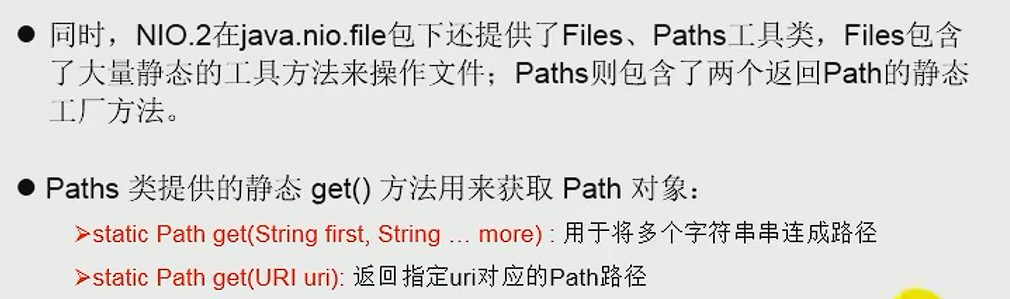 ● 同时，NIO.2在java.nio.file包下还提供了Files、Paths工具类，Files包含
了大量静态的工具方法来操作文件；Paths则包含了两个返回Path的静态
工厂方法。
● Paths 类提供的静态 get() 方法用来获取 Path 对象：
➢static Path get(String first, String … more) : 用于将多个字符串串连成路径
➢static Path get(URI uri): 返回指定uri对应的Path路径